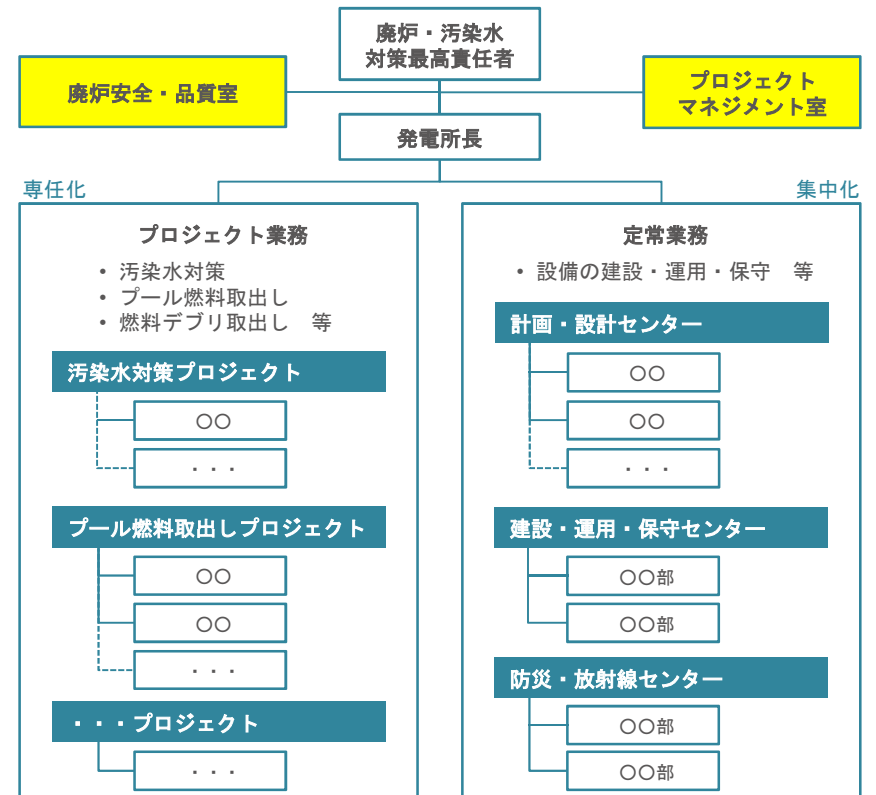 廃炉・汚染水
対策最高責任者
廃炉安全・品質室
プロジェクト
マネジメント室
発電所長
専任化
集中化
プロジェクト業務
• 汚染水対策
• プール燃料取出し
• 燃料デブリ取出し　等
汚染水対策プロジェクト
〇〇
・・・
プール燃料取出しプロジェクト
〇〇
〇〇
・・・
・・・プロジェクト
・・・
定常業務
• 設備の建設・運用・保守　等
計画・設計センター
〇〇
〇〇
・・・
建設・運用・保守センター
〇〇部
〇〇部
防災・放射線センター
〇〇部
〇〇部